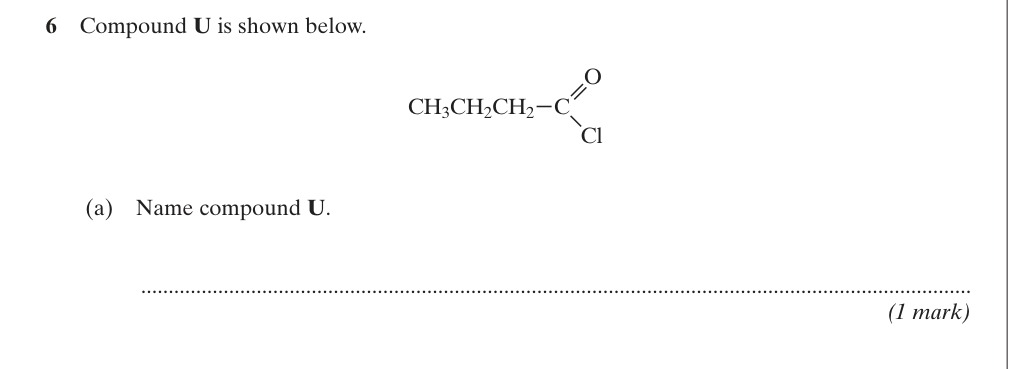 6 Compound U is shown below.
O
CH₃CH₂CH₂–C
Cl
(a) Name compound U.
(1 mark)